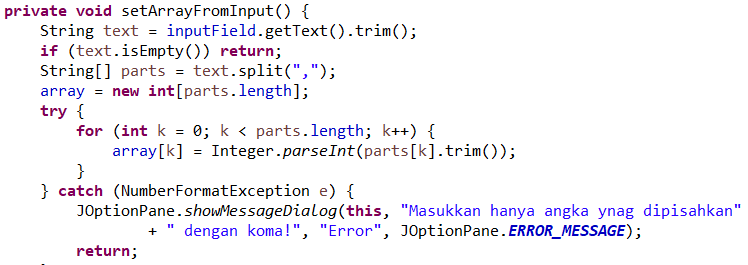 private void setArrayFromInput() {
    String text = inputField.getText().trim();
    if (text.isEmpty()) return;
    String[] parts = text.split(",");
    array = new int[parts.length];
    try {
        for (int k = 0; k < parts.length; k++) {
            array[k] = Integer.parseInt(parts[k].trim());
        }
    } catch (NumberFormatException e) {
        JOptionPane.showMessageDialog(this, "Masukkan hanya angka ynag dipisahkan"
                + " dengan koma!", "Error", JOptionPane.ERROR_MESSAGE);
        return;